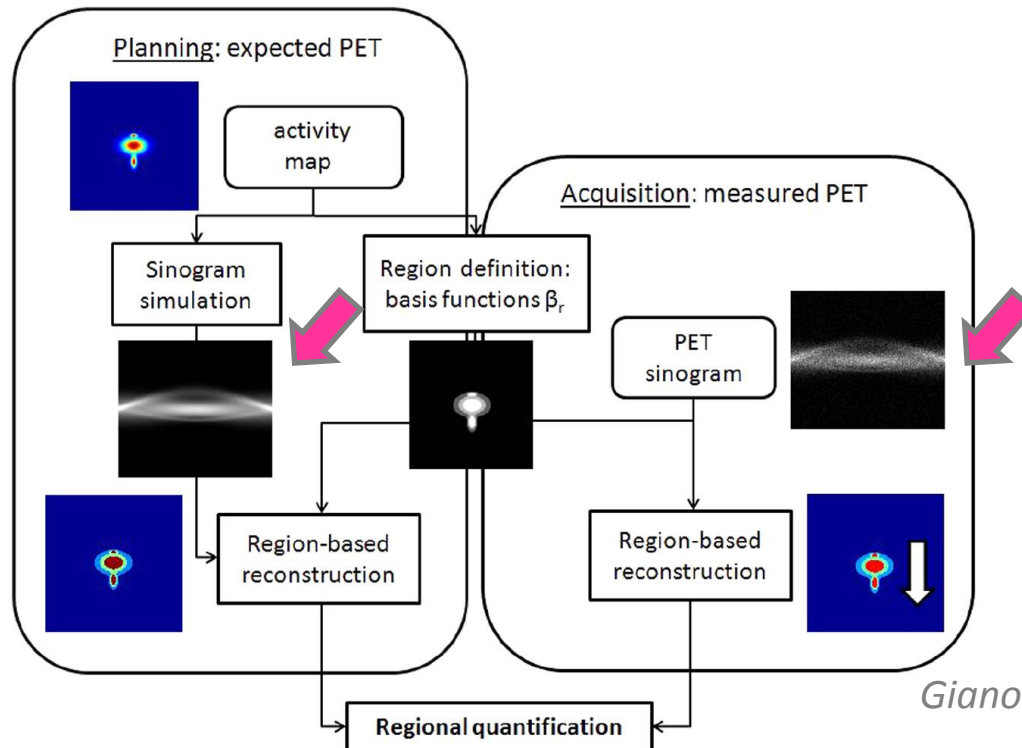 Planning: expected PET
activity
map
Acquisition: measured PET
Sinogram
simulation
Region definition:
basis functions βr
PET
sinogram
Region-based
reconstruction
Region-based
reconstruction
Regional quantification
Giano